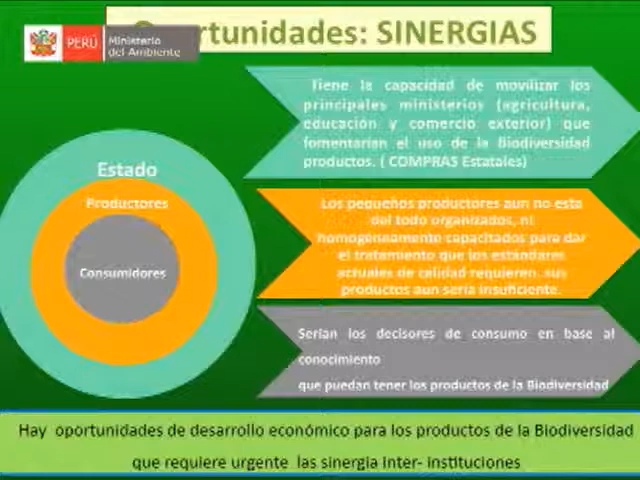 rtunidades: SINERGIAS
PERÚ
Ministerio
del Ambiente
Tiene la capacidad de movilizar los
principales ministerios (agricultura,
educación y comercio exterior) que
fomentarian el uso de la Biodiversidad
productos. ( COMPRAS Estatales)
Estado
Productores
Consumidores
Los pequeños productores aun no esta
del todo organizados, ni
homogéneamente capacitados para dar
el tratamiento que los estándares
actuales de calidad requieren, sus
productos aun seria insuficiente.
Serian los decisores de consumo en base al
conocimiento
que puedan tener los productos de la Biodiversidad
Hay oportunidades de desarrollo económico para los productos de la Biodiversidad
que requiere urgente las sinergia inter- instituciones